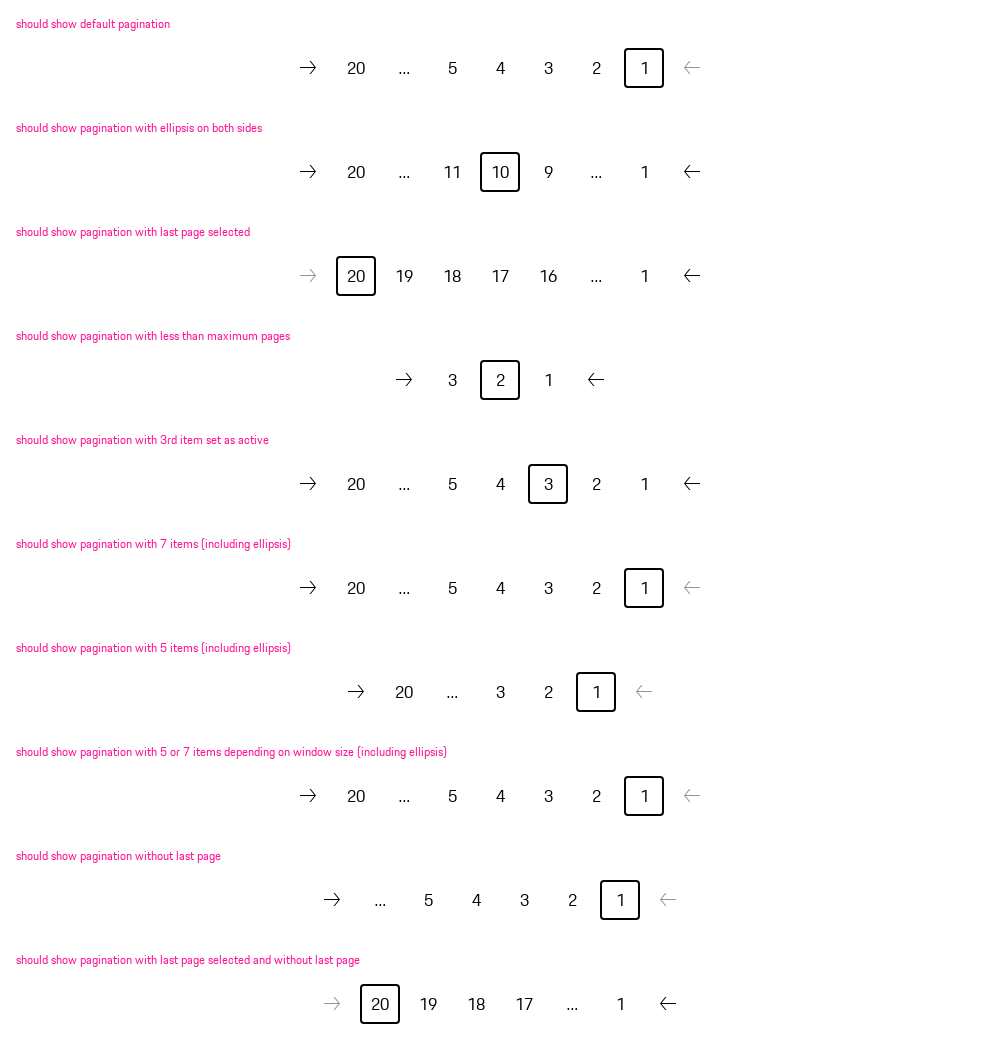 should show default pagination
→ 20 ... 5 4 3 2 1 ←
should show pagination with ellipsis on both sides
→ 20 ... 11 10 9 ... 1 ←
should show pagination with last page selected
→ 20 19 18 17 16 ... 1 ←
should show pagination with less than maximum pages
→ 3 2 1 ←
should show pagination with 3rd item set as active
→ 20 ... 5 4 3 2 1 ←
should show pagination with 7 items (including ellipsis)
→ 20 ... 5 4 3 2 1 ←
should show pagination with 5 items (including ellipsis)
→ 20 ... 3 2 1 ←
should show pagination with 5 or 7 items depending on window size (including ellipsis)
→ 20 ... 5 4 3 2 1 ←
should show pagination without last page
→ ... 5 4 3 2 1 ←
should show pagination with last page selected and without last page
→ 20 19 18 17 ... 1 ←